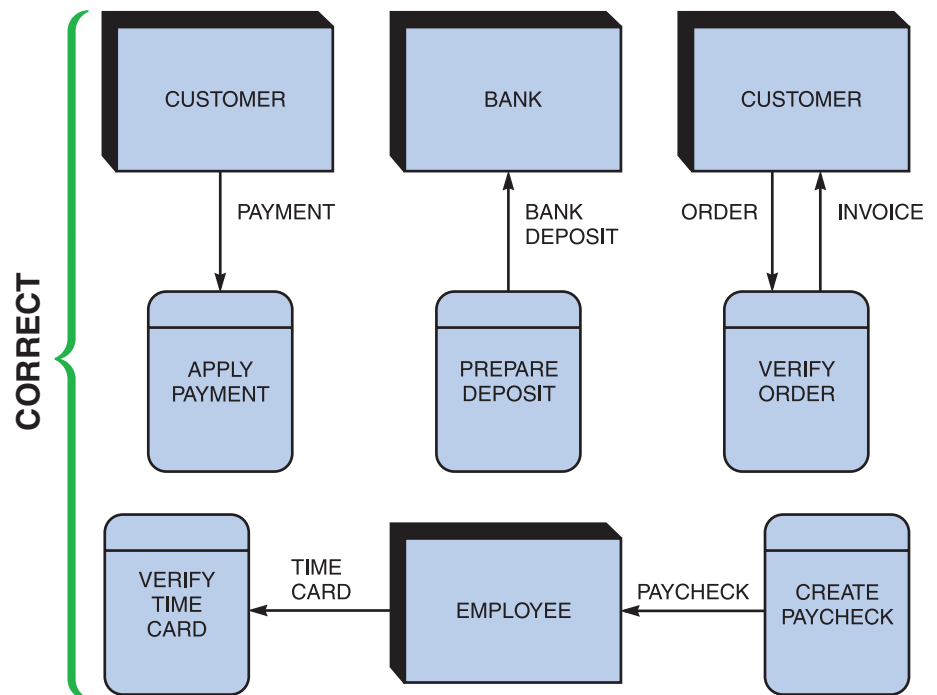 CORRECT
CUSTOMER
BANK
CUSTOMER
PAYMENT
BANK
DEPOSIT
ORDER
INVOICE
APPLY
PAYMENT
PREPARE
DEPOSIT
VERIFY
ORDER
VERIFY
TIME
CARD
TIME
CARD
EMPLOYEE
PAYCHECK
CREATE
PAYCHECK